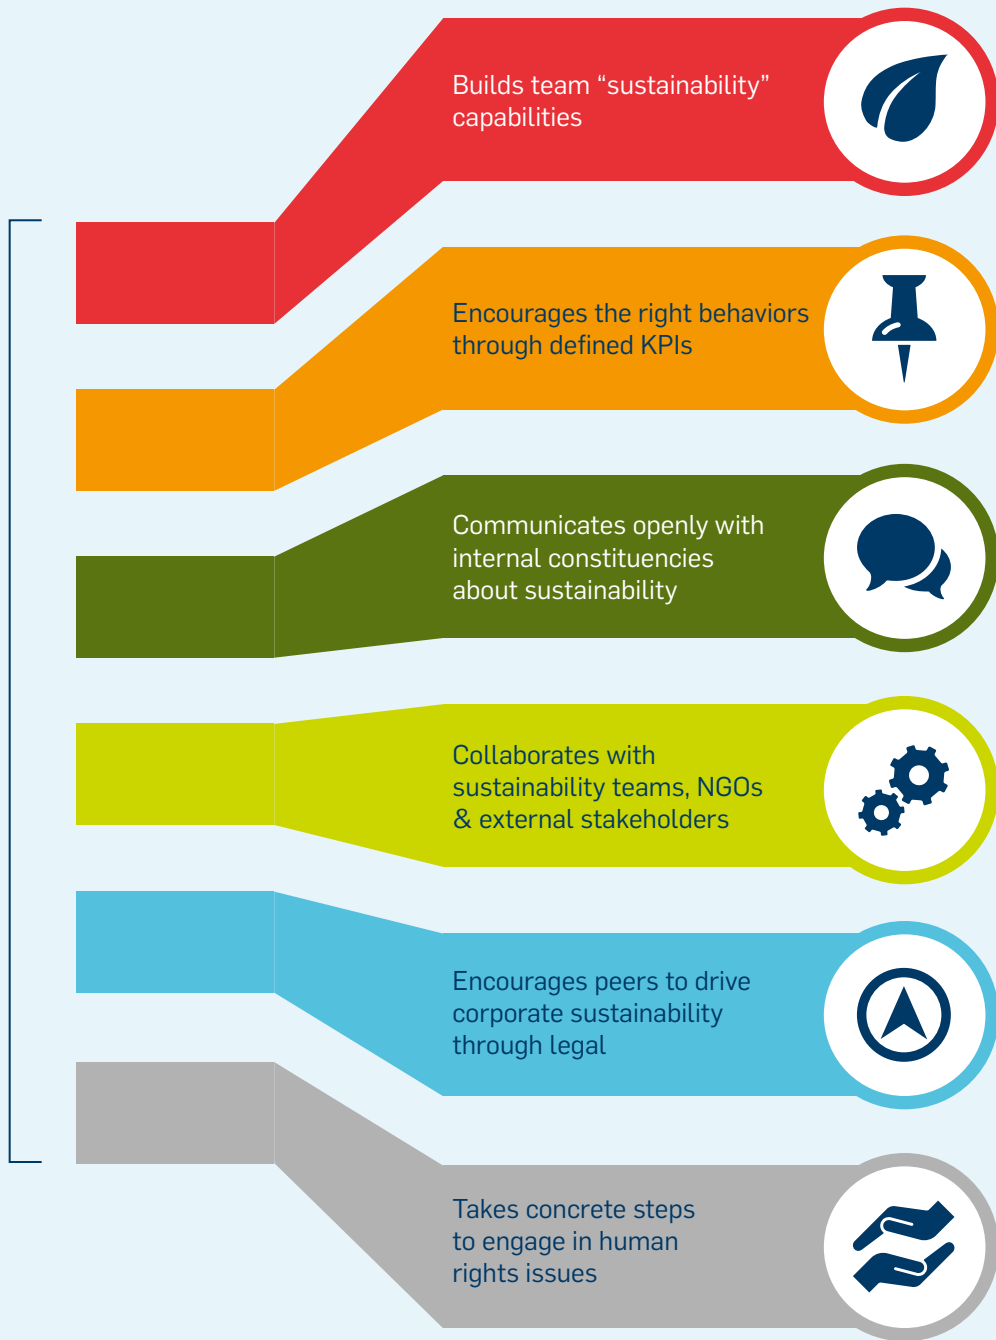 Builds team “sustainability”
capabilities
Encourages the right behaviors
through defined KPIs
Communicates openly with
internal constituencies
about sustainability
Collaborates with
sustainability teams, NGOs
& external stakeholders
Encourages peers to drive
corporate sustainability
through legal
Takes concrete steps
to engage in human
rights issues